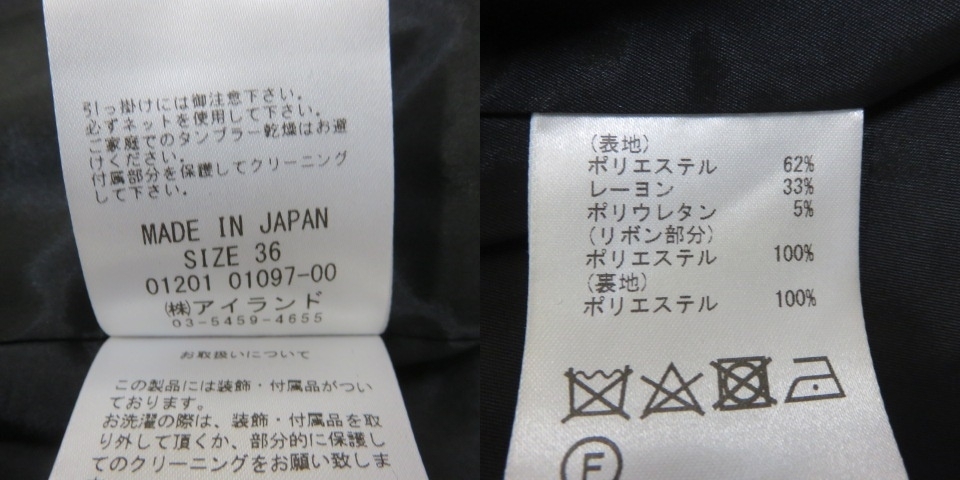 引っ掛けには御注意下さい。
必ずネットを使用して下さい。
ご家庭でのタンブラー乾燥はお避
けください。
付属部分を保護してクリーニング
して下さい。
MADE IN JAPAN
SIZE 36
01201 01097-00
㈱アイランド
03-5459-4655
お取扱いについて
この製品には装飾・付属品がつい
ております。
お洗濯の際は、装飾・付属品を取
り外して頂くか、部分的に保護し
てのクリーニングをお願い致しま
(表地)
ポリエステル 62%
レーヨン 33%
ポリウレタン 5%
(リボン部分)
ポリエステル 100%
(裏地)
ポリエステル 100%
F